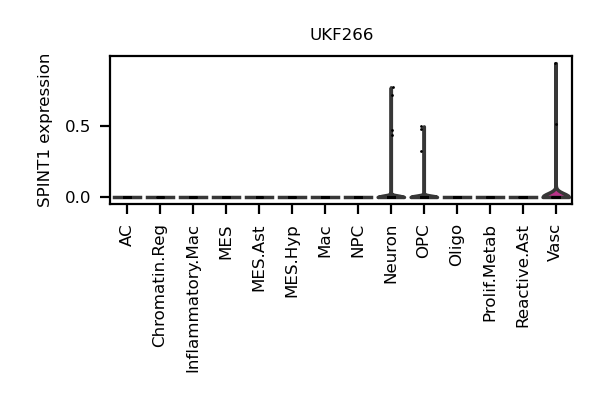 UKF266
SPINT1 expression
0.5
0.0
AC
Chromatin.Reg
Inflammatory.Mac
MES
MES.Ast
MES.Hyp
Mac
NPC
Neuron
OPC
Oligo
Prolif.Metab
Reactive.Ast
Vasc